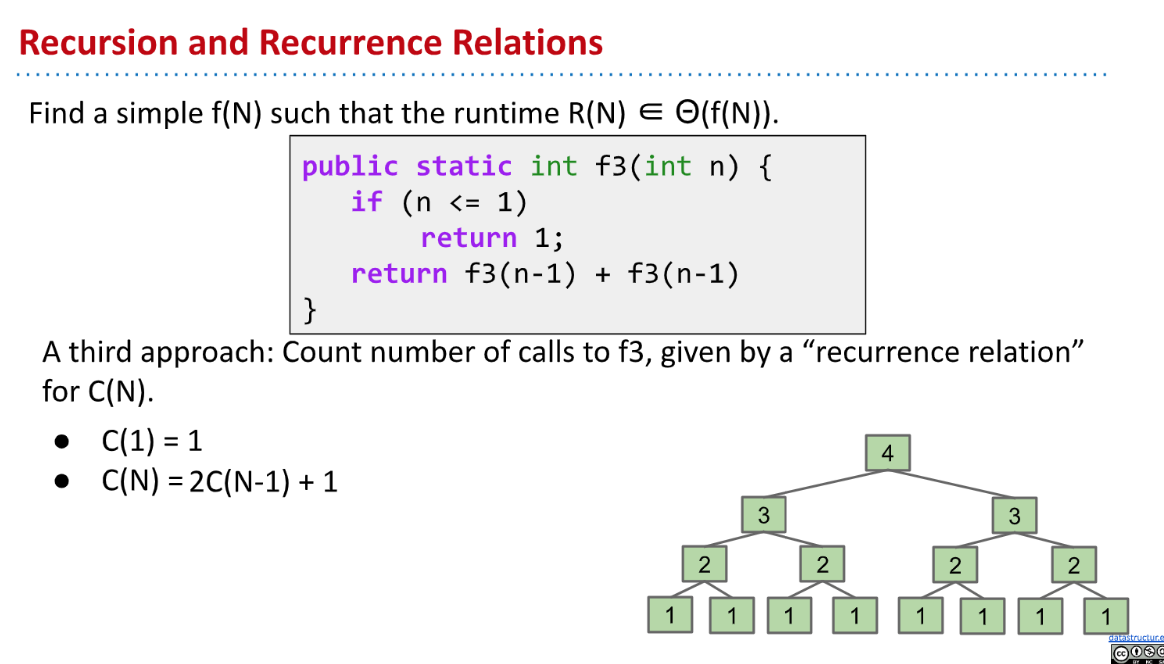 Recursion and Recurrence Relations
Find a simple f(N) such that the runtime R(N) ∈ Θ(f(N)).
public static int f3(int n) {
if (n <= 1)
return 1;
return f3(n-1) + f3(n-1)
}
A third approach: Count number of calls to f3, given by a “recurrence relation”
for C(N).
● C(1) = 1
● C(N) = 2C(N-1) + 1
4
3 3
2 2 2 2
1 1 1 1 1 1 1 1
datastructur.e